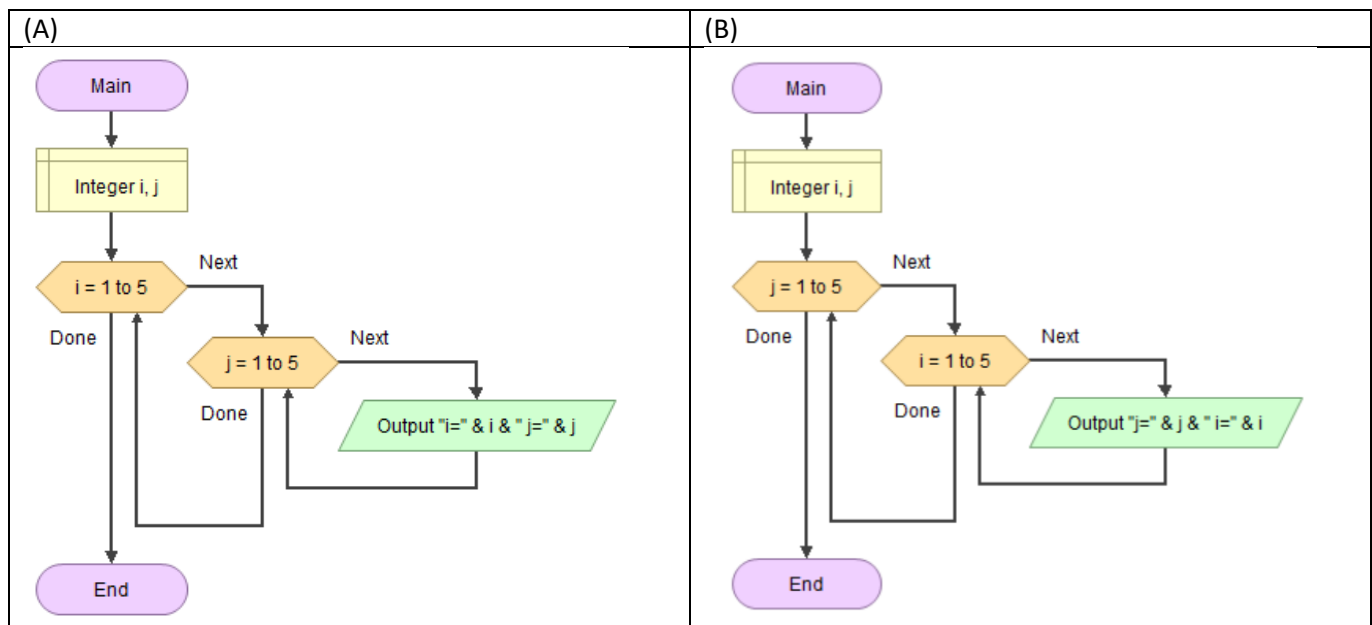 (A)
Main
Integer i, j
i = 1 to 5
Next
Done
j = 1 to 5
Next
Done
Output "i=" & i & " j=" & j
End
(B)
Main
Integer i, j
j = 1 to 5
Next
Done
i = 1 to 5
Next
Done
Output "j=" & j & " i=" & i
End